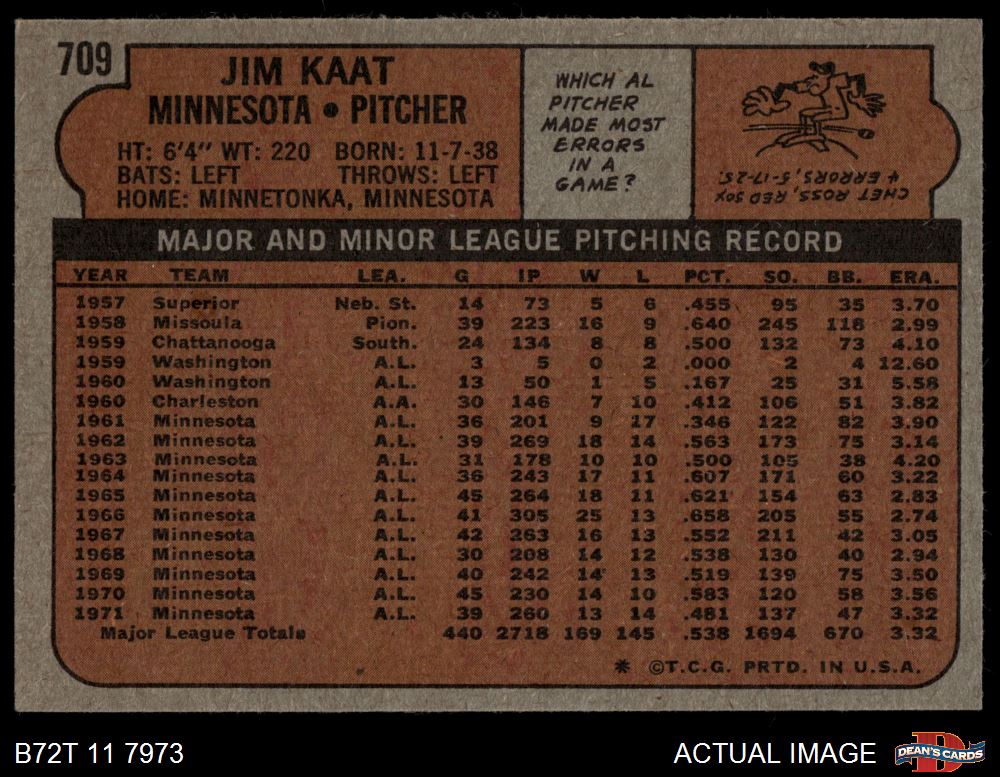 709
JIM KAAT
MINNESOTA • PITCHER
HT: 6'4" WT: 220 BORN: 11-7-38
BATS: LEFT THROWS: LEFT
HOME: MINNETONKA, MINNESOTA
WHICH AL
PITCHER
MADE MOST
ERRORS
IN A
GAME?
CHET ROSS, RED SOX
4 ERRORS, 5-17-25.
MAJOR AND MINOR LEAGUE PITCHING RECORD
YEAR TEAM LEA. G IP W L PCT. SO. BB. ERA.
1957 Superior Neb. St. 14 73 5 6 .455 95 35 3.70
1958 Missoula Pion. 39 223 16 9 .640 245 118 2.99
1959 Chattanooga South. 24 134 8 8 .500 132 73 4.10
1959 Washington A.L. 3 5 0 2 .000 2 4 12.60
1960 Washington A.L. 13 50 1 5 .167 25 31 5.58
1960 Charleston A.A. 30 146 7 10 .412 106 51 3.82
1961 Minnesota A.L. 36 201 9 17 .346 122 82 3.90
1962 Minnesota A.L. 39 269 18 14 .563 173 75 3.14
1963 Minnesota A.L. 31 178 10 10 .500 105 38 4.20
1964 Minnesota A.L. 36 243 17 11 .607 171 60 3.22
1965 Minnesota A.L. 45 264 18 11 .621 154 63 2.83
1966 Minnesota A.L. 41 305 25 13 .658 205 55 2.74
1967 Minnesota A.L. 42 263 16 13 .552 211 42 3.05
1968 Minnesota A.L. 30 208 14 12 .538 130 40 2.94
1969 Minnesota A.L. 40 242 14 13 .519 139 75 3.50
1970 Minnesota A.L. 45 230 14 10 .583 120 58 3.56
1971 Minnesota A.L. 39 260 13 14 .481 137 47 3.32
Major League Totals 440 2718 169 145 .538 1694 670 3.32
* ©T.C.G. PRTD. IN U.S.A.
B72T 11 7973
ACTUAL IMAGE
DEAN'S CARDS